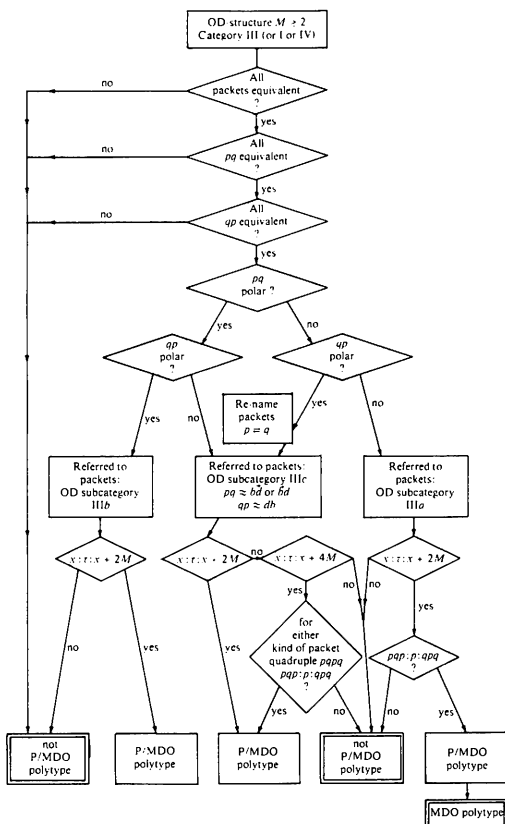 OD-structure M ≥ 2
Category III (or I or IV)
All
packets equivalent
?
no
yes
All
pq equivalent
?
no
yes
All
qp equivalent
?
no
yes
pq
polar ?
yes
no
qp
polar
?
qp
polar
?
Re-name
packets
p = q
yes
no
yes
no
Referred to
packets:
OD subcategory
IIIb
Referred to packets:
OD subcategory IIIc
qp ≈ db
Referred to
packets:
OD subcategory
IIIa
x : τ : x + 2M
x : τ : x + 2M
no
x : τ : x + 4M
x : τ : x + 2M
no
no
yes
yes
for
either
kind of packet
quadruple pqpq
pqp : p : qpq
?
pqp : p : qpq
?
no
yes
yes
yes
no
no
yes
not
P/MDO
polytype
P/MDO
polytype
P/MDO
polytype
not
P/MDO
polytype
P/MDO
polytype
MDO polytype